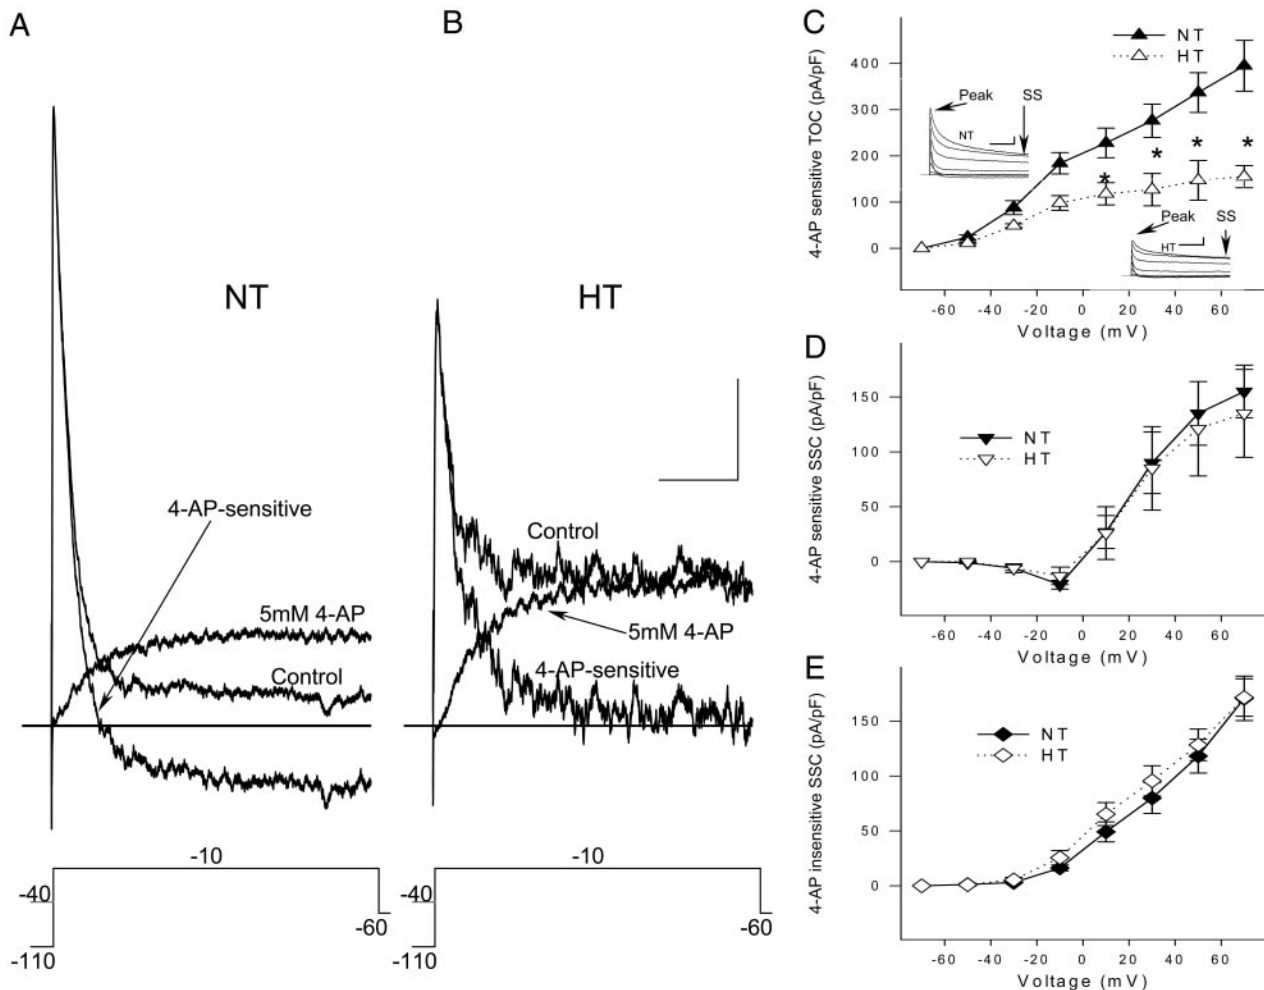 A
NT
4-AP-sensitive
5mM 4-AP
Control
-10
-40
-60
-110
B
HT
Control
5mM 4-AP
4-AP-sensitive
-10
-40
-60
-110
C
NT
HT
4-AP sensitive TOC (pA/pF)
400
300
200
100
0
Peak
SS
NT
* * * *
Peak
SS
HT
-60 -40 -20 0 20 40 60
Voltage (mV)
D
4-AP sensitive SSC (pA/pF)
150
100
50
0
NT
HT
-60 -40 -20 0 20 40 60
Voltage (mV)
E
4-AP insensitive SSC (pA/pF)
150
100
50
0
NT
HT
-60 -40 -20 0 20 40 60
Voltage (mV)